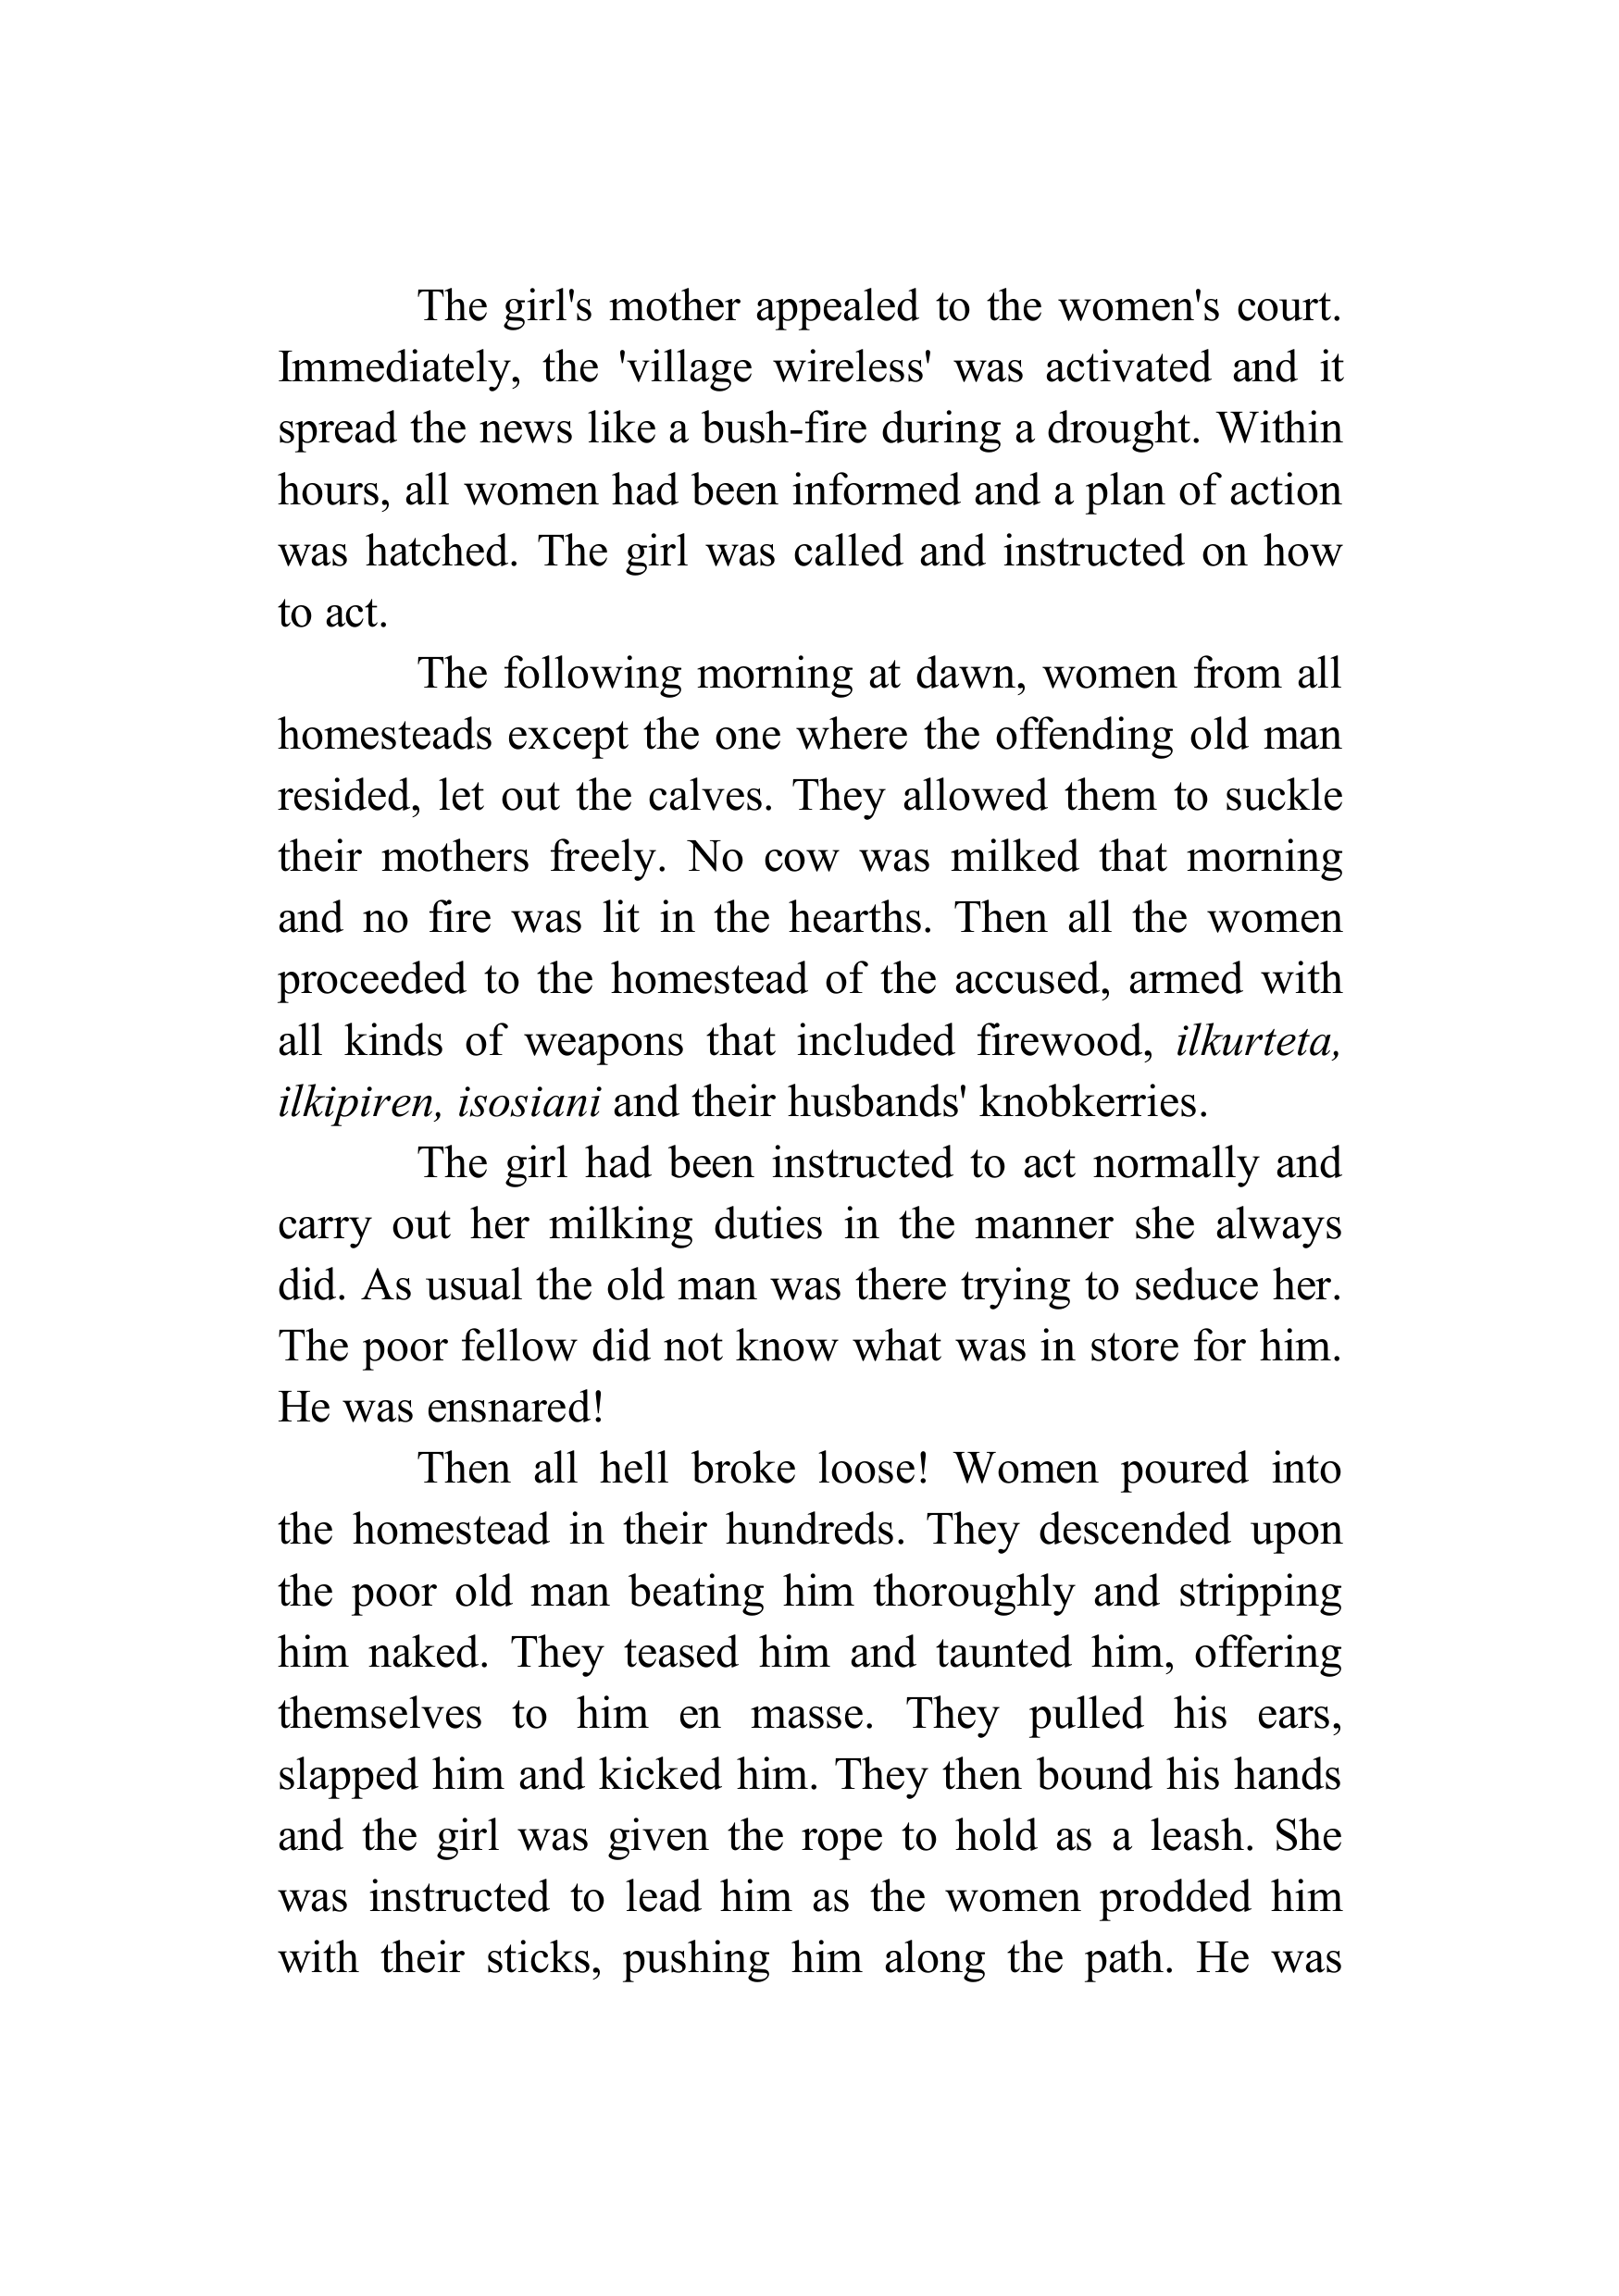 The girl's mother appealed to the women's court.
Immediately, the 'village wireless' was activated and it
spread the news like a bush-fire during a drought. Within
hours, all women had been informed and a plan of action
was hatched. The girl was called and instructed on how
to act.
The following morning at dawn, women from all
homesteads except the one where the offending old man
resided, let out the calves. They allowed them to suckle
their mothers freely. No cow was milked that morning
and no fire was lit in the hearths. Then all the women
proceeded to the homestead of the accused, armed with
all kinds of weapons that included firewood, ilkurteta,
ilkipiren, isosiani and their husbands' knobkerries.
The girl had been instructed to act normally and
carry out her milking duties in the manner she always
did. As usual the old man was there trying to seduce her.
The poor fellow did not know what was in store for him.
He was ensnared!
Then all hell broke loose! Women poured into
the homestead in their hundreds. They descended upon
the poor old man beating him thoroughly and stripping
him naked. They teased him and taunted him, offering
themselves to him en masse. They pulled his ears,
slapped him and kicked him. They then bound his hands
and the girl was given the rope to hold as a leash. She
was instructed to lead him as the women prodded him
with their sticks, pushing him along the path. He was